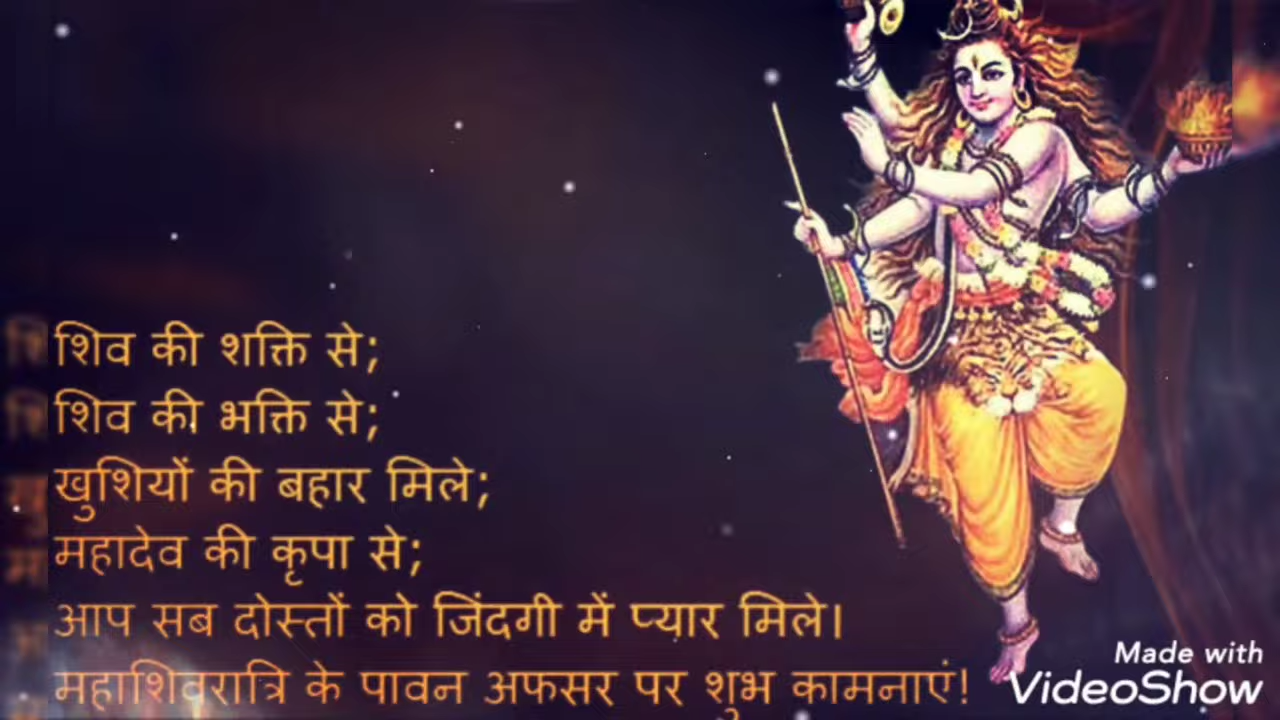 शिव की शक्ति से;
शिव की भक्ति से;
खुशियों की बहार मिले;
महादेव की कृपा से;
आप सब दोस्तों को जिंदगी में प्यार मिले।
महाशिवरात्रि के पावन अफसर पर शुभ कामनाएं!
Made with
VideoShow